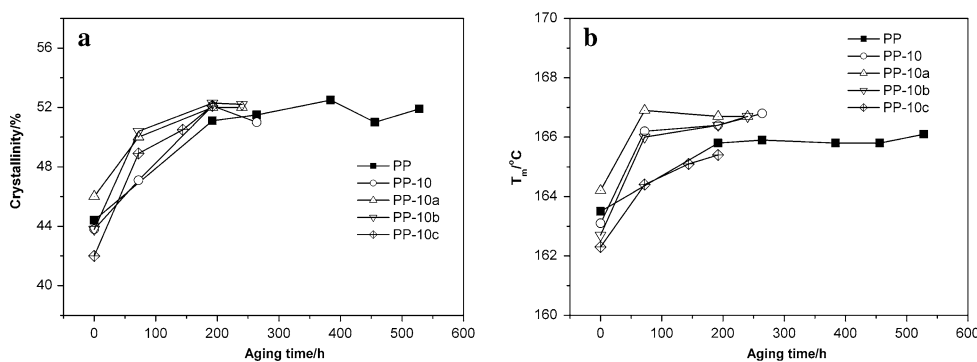 a
56
52
48
44
40
Crystallinity/%
PP
PP-10
PP-10a
PP-10b
PP-10c
0 100 200 300 400 500 600
Aging time/h
b
170
168
166
164
162
160
Tm/°C
PP
PP-10
PP-10a
PP-10b
PP-10c
0 100 200 300 400 500 600
Aging time/h